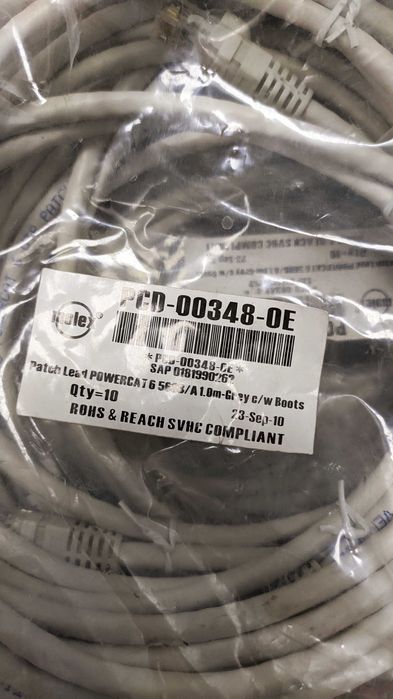 molex
PCD-00348-0E
*PCD-00348-0E*
SAP 0181990262
Patch Lead POWERCAT 6 568B/A 1.0m-Grey c/w Boots
Qty=10
23-Sep-10
ROHS & REACH SVHC COMPLIANT